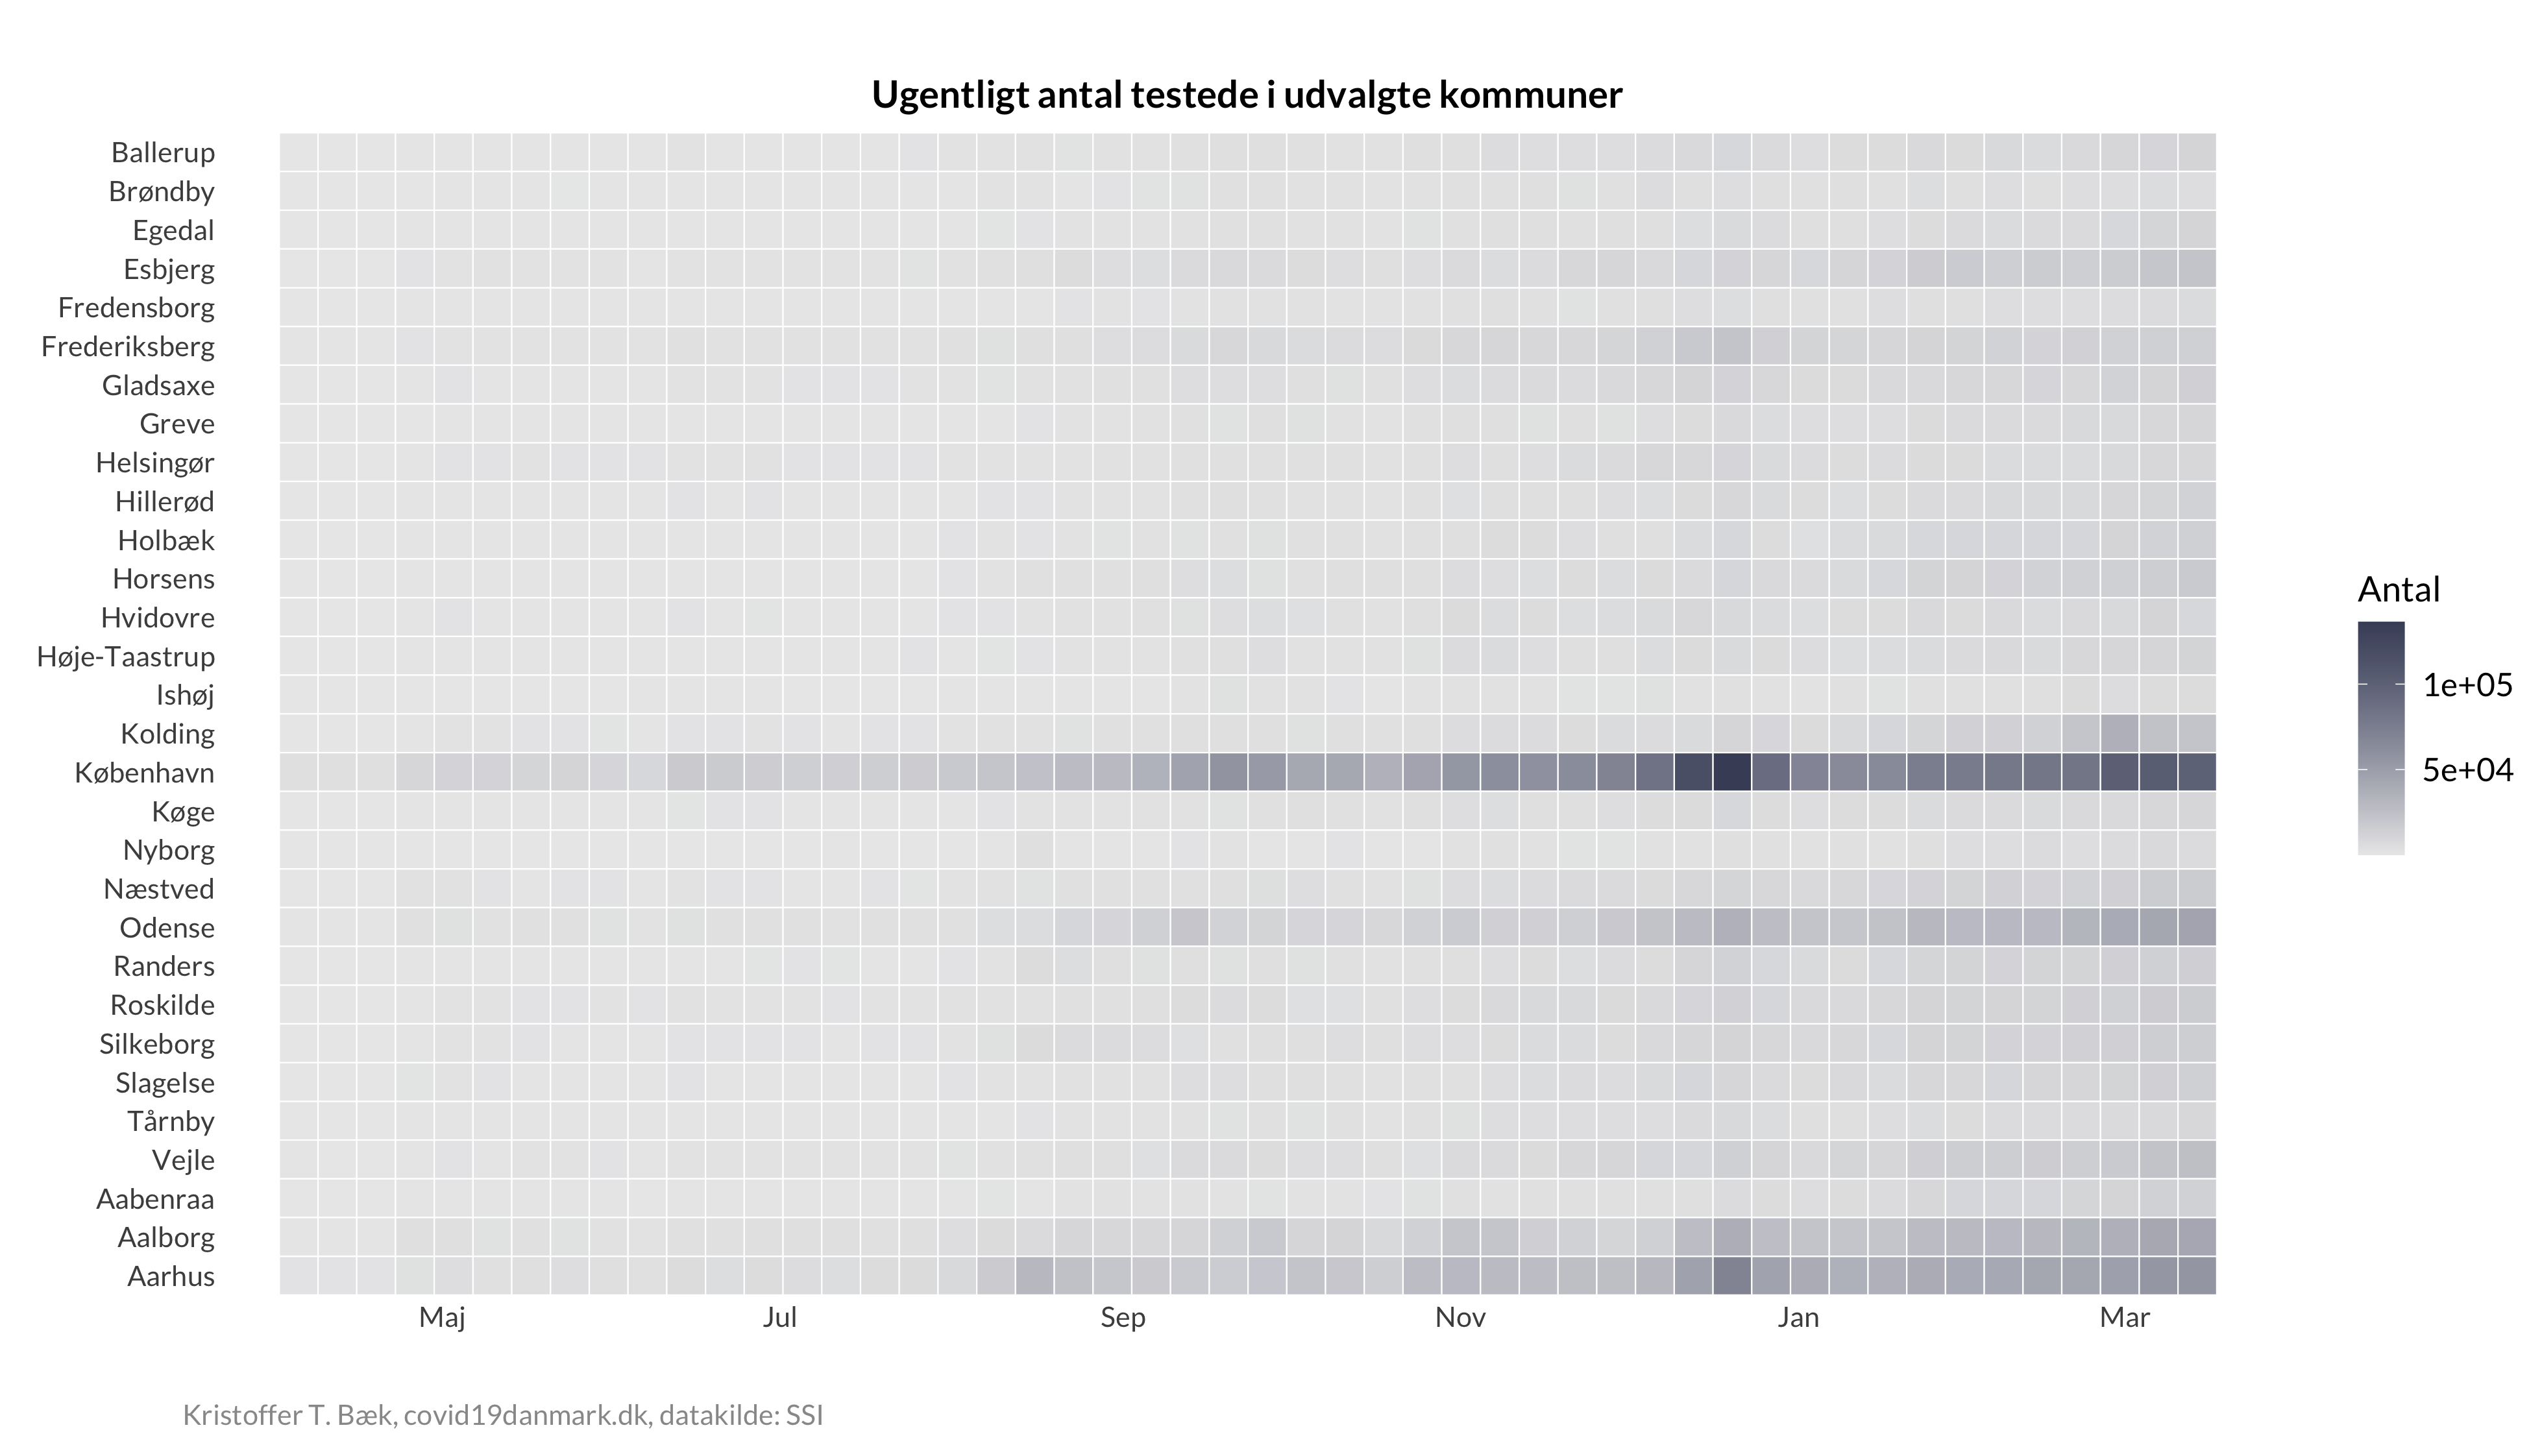 Ugentligt antal testede i udvalgte kommuner
Ballerup
Brøndby
Egedal
Esbjerg
Fredensborg
Frederiksberg
Gladsaxe
Greve
Helsingør
Hillerød
Holbæk
Horsens
Hvidovre
Høje-Taastrup
Ishøj
Kolding
København
Køge
Nyborg
Næstved
Odense
Randers
Roskilde
Silkeborg
Slagelse
Tårnby
Vejle
Aabenraa
Aalborg
Aarhus
Maj Jul Sep Nov Jan Mar
Antal
1e+05
5e+04
Kristoffer T. Bæk, covid19danmark.dk, datakilde: SSI